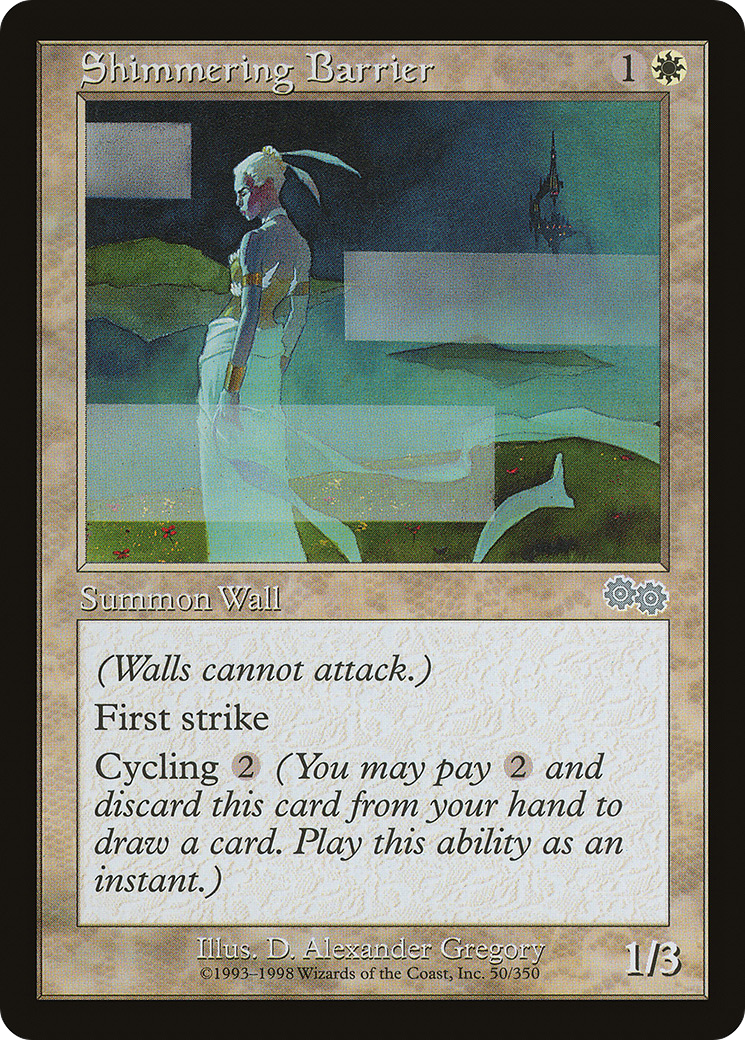 Shimmering Barrier 1
Summon Wall
(Walls cannot attack.)
First strike
Cycling 2 (You may pay 2 and
discard this card from your hand to
draw a card. Play this ability as an
instant.)
Illus. D. Alexander Gregory
©1993–1998 Wizards of the Coast, Inc. 50/350
1/3